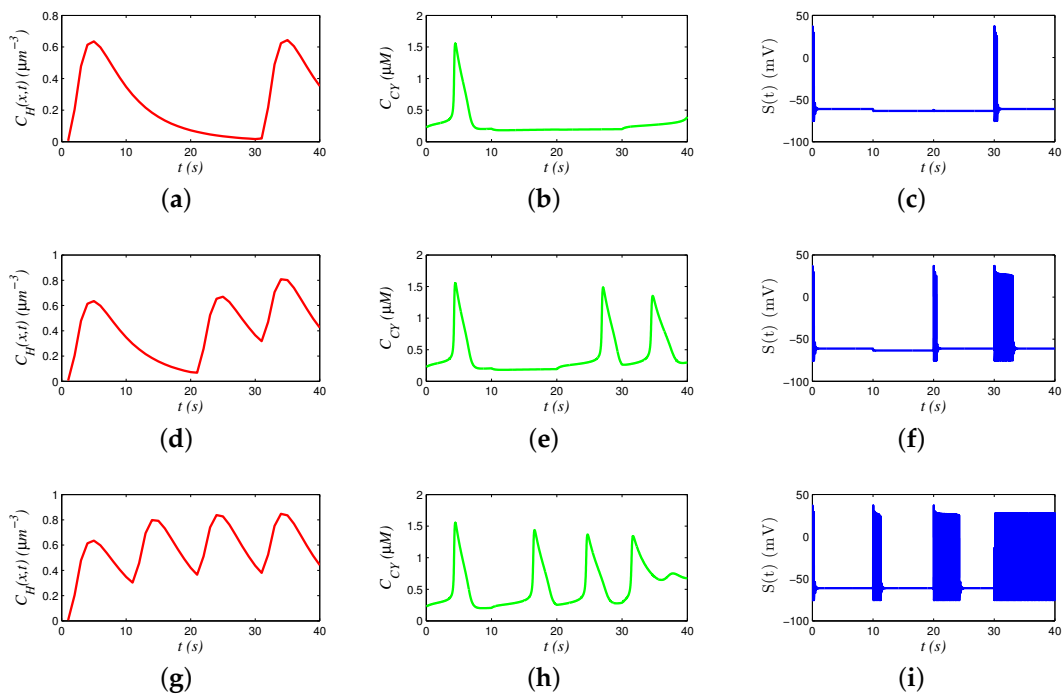 C_H(x,t) (µm⁻³)
0.8
0.6
0.4
0.2
0
0 10 20 30 40
t (s)
(a)
C_CY (µM)
2
1.5
1
0.5
0
0 10 20 30 40
t (s)
(b)
S(t) (mV)
50
0
−50
−100
0 10 20 30 40
t (s)
(c)
C_H(x,t) (µm⁻³)
1
0.8
0.6
0.4
0.2
0
0 10 20 30 40
t (s)
(d)
C_CY (µM)
2
1.5
1
0.5
0
0 10 20 30 40
t (s)
(e)
S(t) (mV)
50
0
−50
−100
0 10 20 30 40
t (s)
(f)
C_H(x,t) (µm⁻³)
1
0.8
0.6
0.4
0.2
0
0 10 20 30 40
t (s)
(g)
C_CY (µM)
2
1.5
1
0.5
0
0 10 20 30 40
t (s)
(h)
S(t) (mV)
50
0
−50
−100
0 10 20 30 40
t (s)
(i)